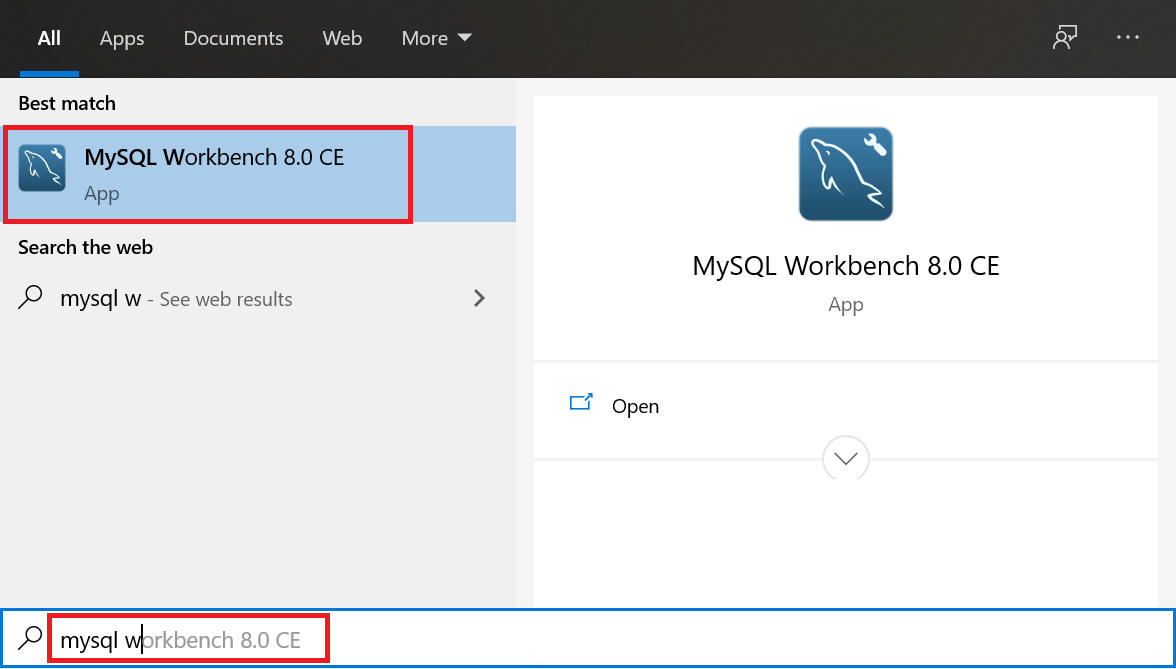 All Apps Documents Web More
Best match
MySQL Workbench 8.0 CE
App
Search the web
mysql w - See web results
MySQL Workbench 8.0 CE
App
Open
mysql workbench 8.0 CE